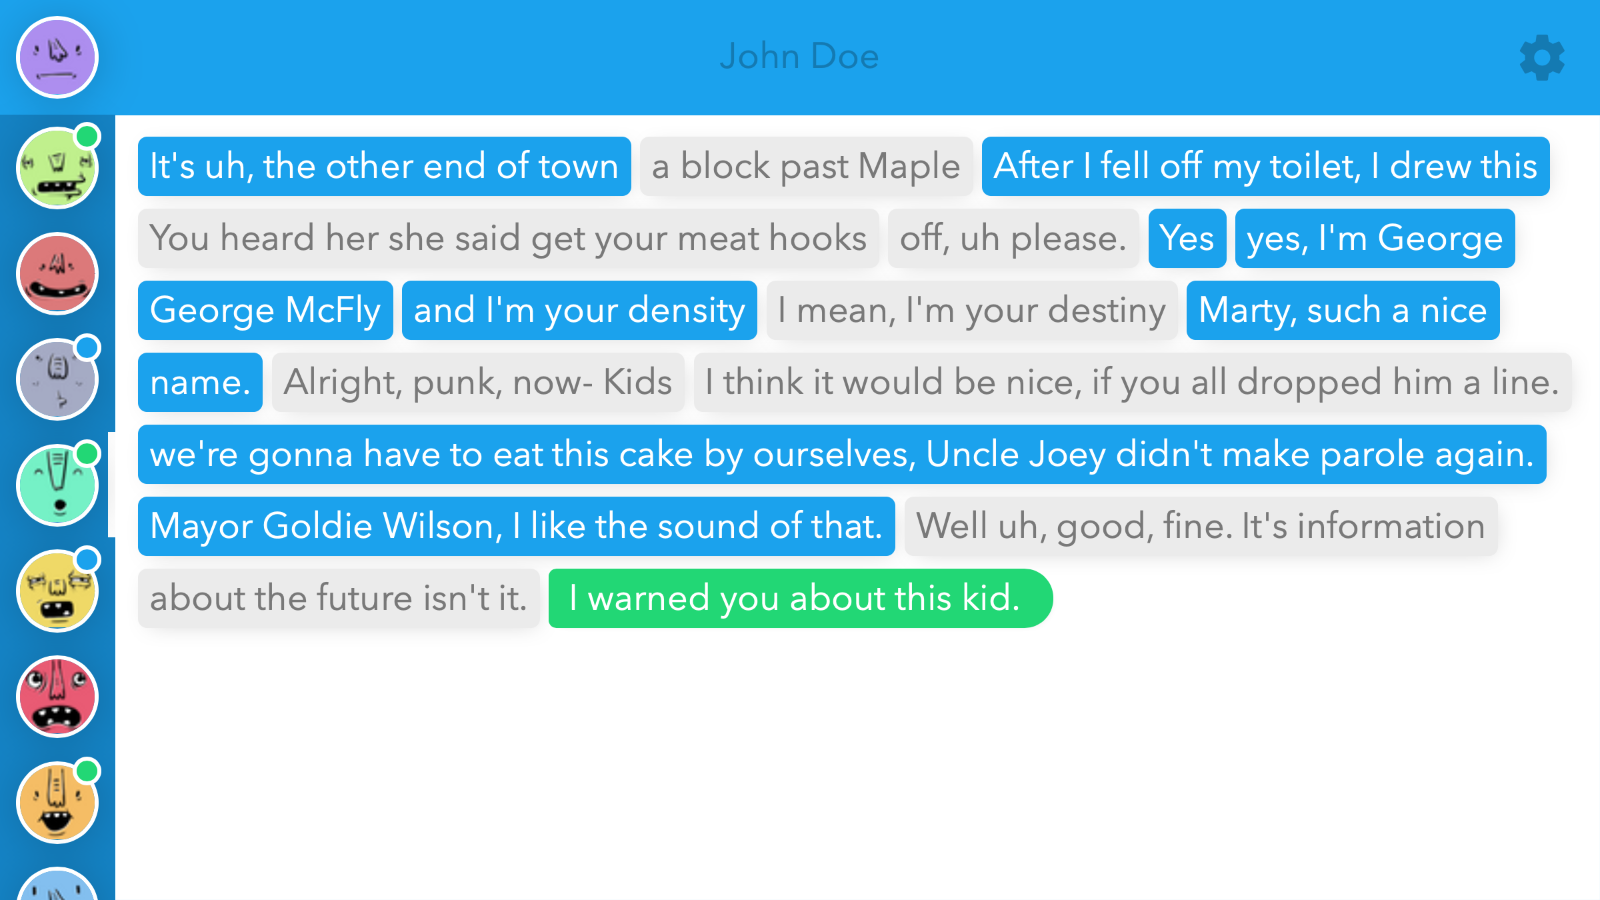 John Doe
It's uh, the other end of town a block past Maple After I fell off my toilet, I drew this
You heard her she said get your meat hooks off, uh please. Yes yes, I'm George
George McFly and I'm your density I mean, I'm your destiny Marty, such a nice
name. Alright, punk, now- Kids I think it would be nice, if you all dropped him a line.
we're gonna have to eat this cake by ourselves, Uncle Joey didn't make parole again.
Mayor Goldie Wilson, I like the sound of that. Well uh, good, fine. It's information
about the future isn't it. I warned you about this kid.